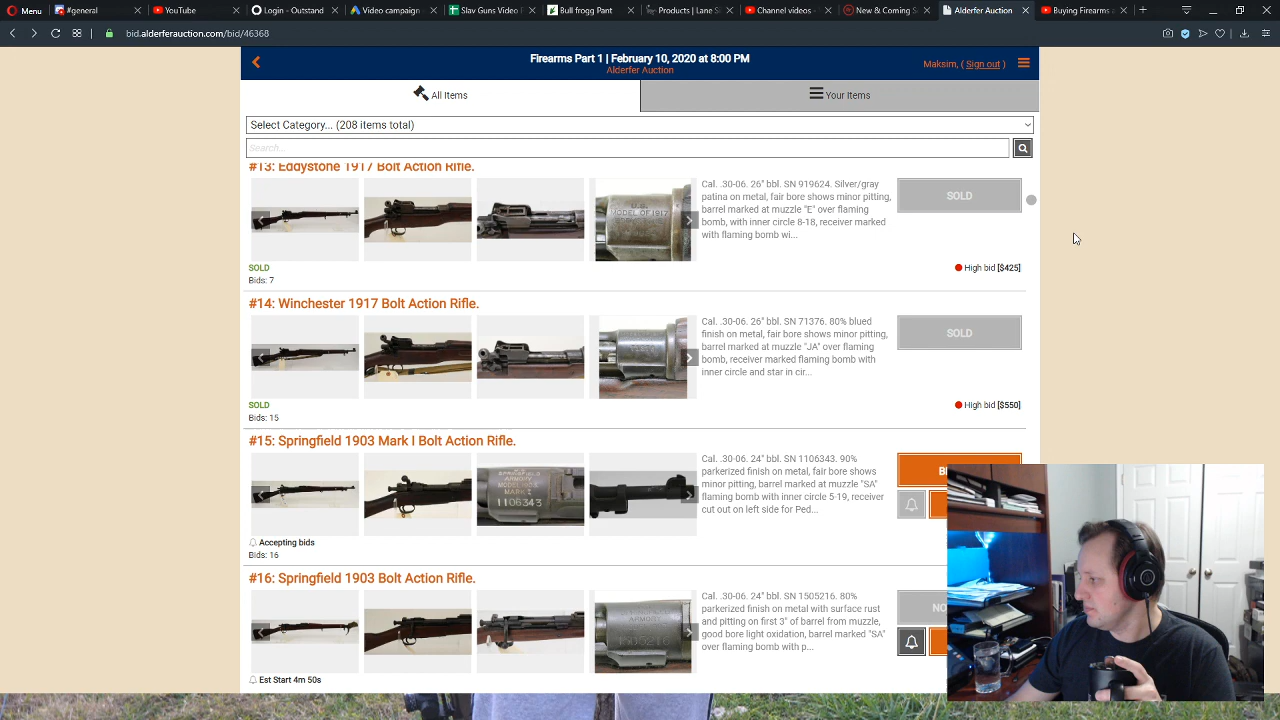 Menu
#general
YouTube
Login - Outstand
Video campaign
Slav Guns Video I
Bull frogg Pant
Products | Lane S
Channel videos -
New & Coming S
Alderfer Auction
Buying Firearms a
bid.alderferauction.com/bid/46368
Firearms Part 1 | February 10, 2020 at 8:00 PM
Alderfer Auction
Maksim, ( Sign out )
All Items
Your Items
Select Category... (208 items total)
Search...
#13: Eddystone 1917 Bolt Action Rifle.
Cal. .30-06. 26" bbl. SN 919624. Silver/gray
patina on metal, fair bore shows minor pitting,
barrel marked at muzzle "E" over flaming
bomb, with inner circle 8-18, receiver marked
with flaming bomb wi...
SOLD
U.S.
MODEL OF 1917
SOLD
Bids: 7
High bid [$425]
#14: Winchester 1917 Bolt Action Rifle.
Cal. .30-06. 26" bbl. SN 71376. 80% blued
finish on metal, fair bore shows minor pitting,
barrel marked at muzzle "JA" over flaming
bomb, receiver marked flaming bomb with
inner circle and star in cir...
SOLD
SOLD
Bids: 15
High bid [$550]
#15: Springfield 1903 Mark I Bolt Action Rifle.
Cal. .30-06. 24" bbl. SN 1106343. 90%
parkerized finish on metal, fair bore shows
minor pitting, barrel marked at muzzle "SA"
flaming bomb with inner circle 5-19, receiver
cut out on left side for Ped...
SPRINGFIELD
ARMORY
MODEL 1903
MARK I
1106343
Accepting bids
Bids: 16
#16: Springfield 1903 Bolt Action Rifle.
Cal. .30-06. 24" bbl. SN 1505216. 80%
parkerized finish on metal with surface rust
and pitting on first 3" of barrel from muzzle,
good bore light oxidation, barrel marked "SA"
over flaming bomb with p...
ARMORY
Est Start 4m 50s